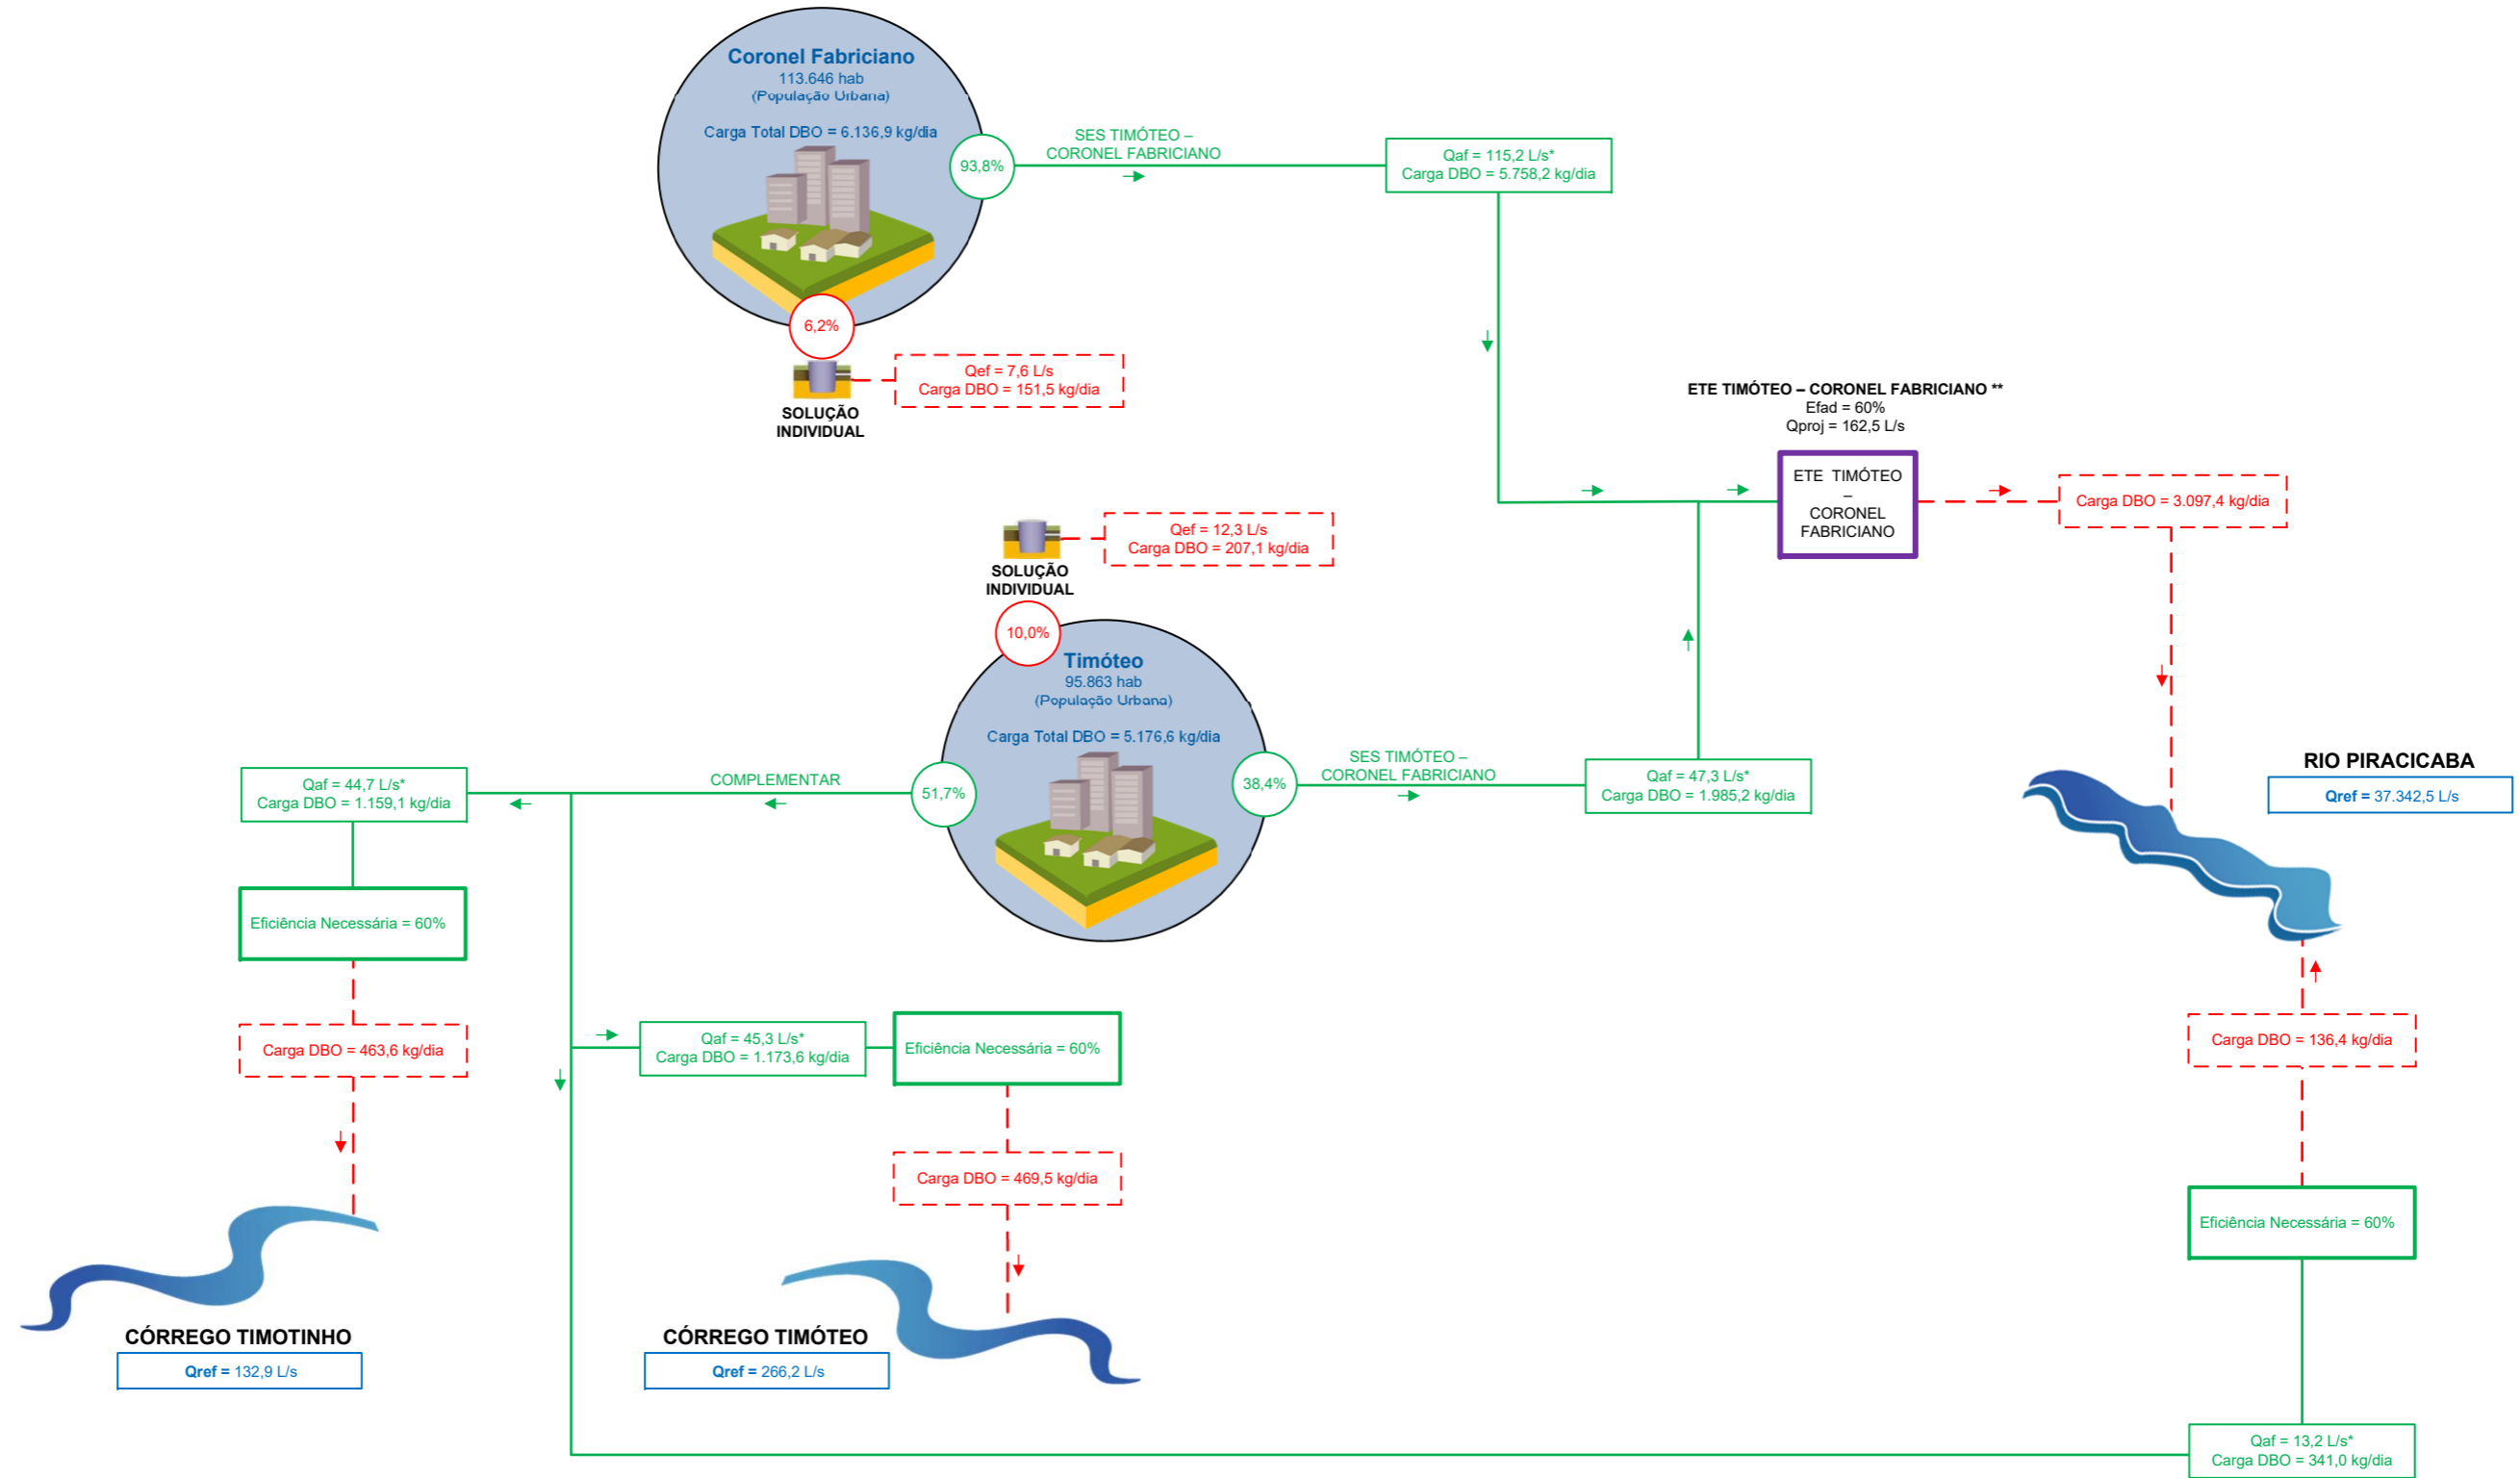 Coronel Fabriciano
113.646 hab
(População Urbana)
Carga Total DBO = 6.136,9 kg/dia
93,8%
SES TIMÓTEO –
CORONEL FABRICIANO
Qaf = 115,2 L/s*
Carga DBO = 5.758,2 kg/dia
6,2%
SOLUÇÃO
INDIVIDUAL
Qef = 7,6 L/s
Carga DBO = 151,5 kg/dia
ETE TIMÓTEO – CORONEL FABRICIANO **
Efad = 60%
Qproj = 162,5 L/s
ETE TIMÓTEO
–
CORONEL
FABRICIANO
Carga DBO = 3.097,4 kg/dia
Qef = 12,3 L/s
Carga DBO = 207,1 kg/dia
SOLUÇÃO
INDIVIDUAL
10,0%
Timóteo
95.863 hab
(População Urbana)
Carga Total DBO = 5.176,6 kg/dia
51,7%
38,4%
COMPLEMENTAR
SES TIMÓTEO –
CORONEL FABRICIANO
Qaf = 47,3 L/s*
Carga DBO = 1.985,2 kg/dia
RIO PIRACICABA
Qref = 37.342,5 L/s
Qaf = 44,7 L/s*
Carga DBO = 1.159,1 kg/dia
Eficiência Necessária = 60%
Carga DBO = 463,6 kg/dia
Qaf = 45,3 L/s*
Carga DBO = 1.173,6 kg/dia
Eficiência Necessária = 60%
Carga DBO = 469,5 kg/dia
Carga DBO = 136,4 kg/dia
Eficiência Necessária = 60%
CÓRREGO TIMOTINHO
Qref = 132,9 L/s
CÓRREGO TIMÓTEO
Qref = 266,2 L/s
Qaf = 13,2 L/s*
Carga DBO = 341,0 kg/dia